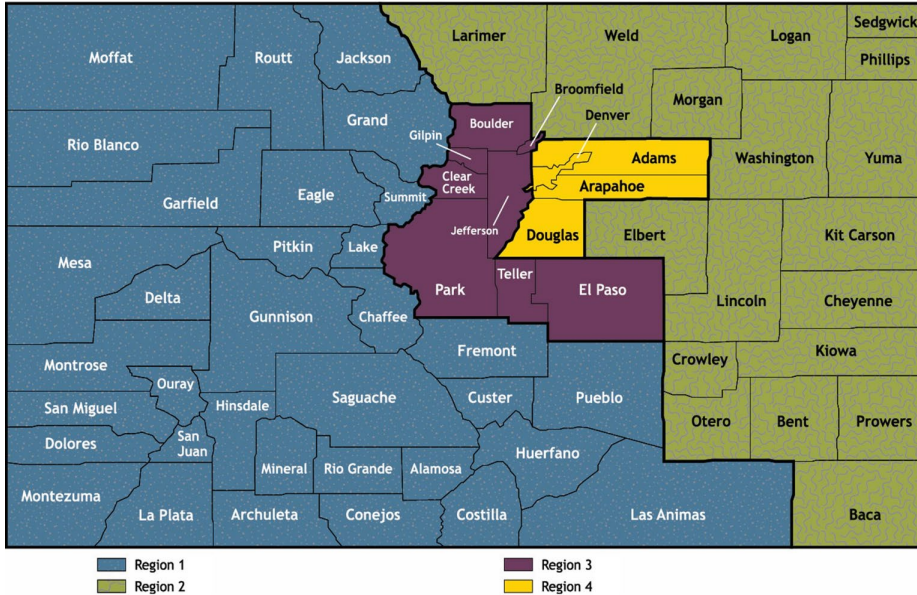 Moffat
Routt
Jackson
Larimer
Weld
Logan
Sedgwick
Phillips
Grand
Boulder
Broomfield
Morgan
Denver
Gilpin
Rio Blanco
Clear
Creek
Adams
Washington
Yuma
Garfield
Eagle
Summit
Arapahoe
Jefferson
Douglas
Elbert
Kit Carson
Pitkin
Lake
Mesa
Delta
Park
Teller
El Paso
Lincoln
Cheyenne
Gunnison
Chaffee
Montrose
Fremont
Crowley
Kiowa
Ouray
San Miguel
Hinsdale
Saguache
Custer
Pueblo
Otero
Bent
Prowers
Dolores
San
Juan
Mineral
Rio Grande
Alamosa
Huerfano
Montezuma
La Plata
Archuleta
Conejos
Costilla
Las Animas
Baca
Region 1
Region 2
Region 3
Region 4